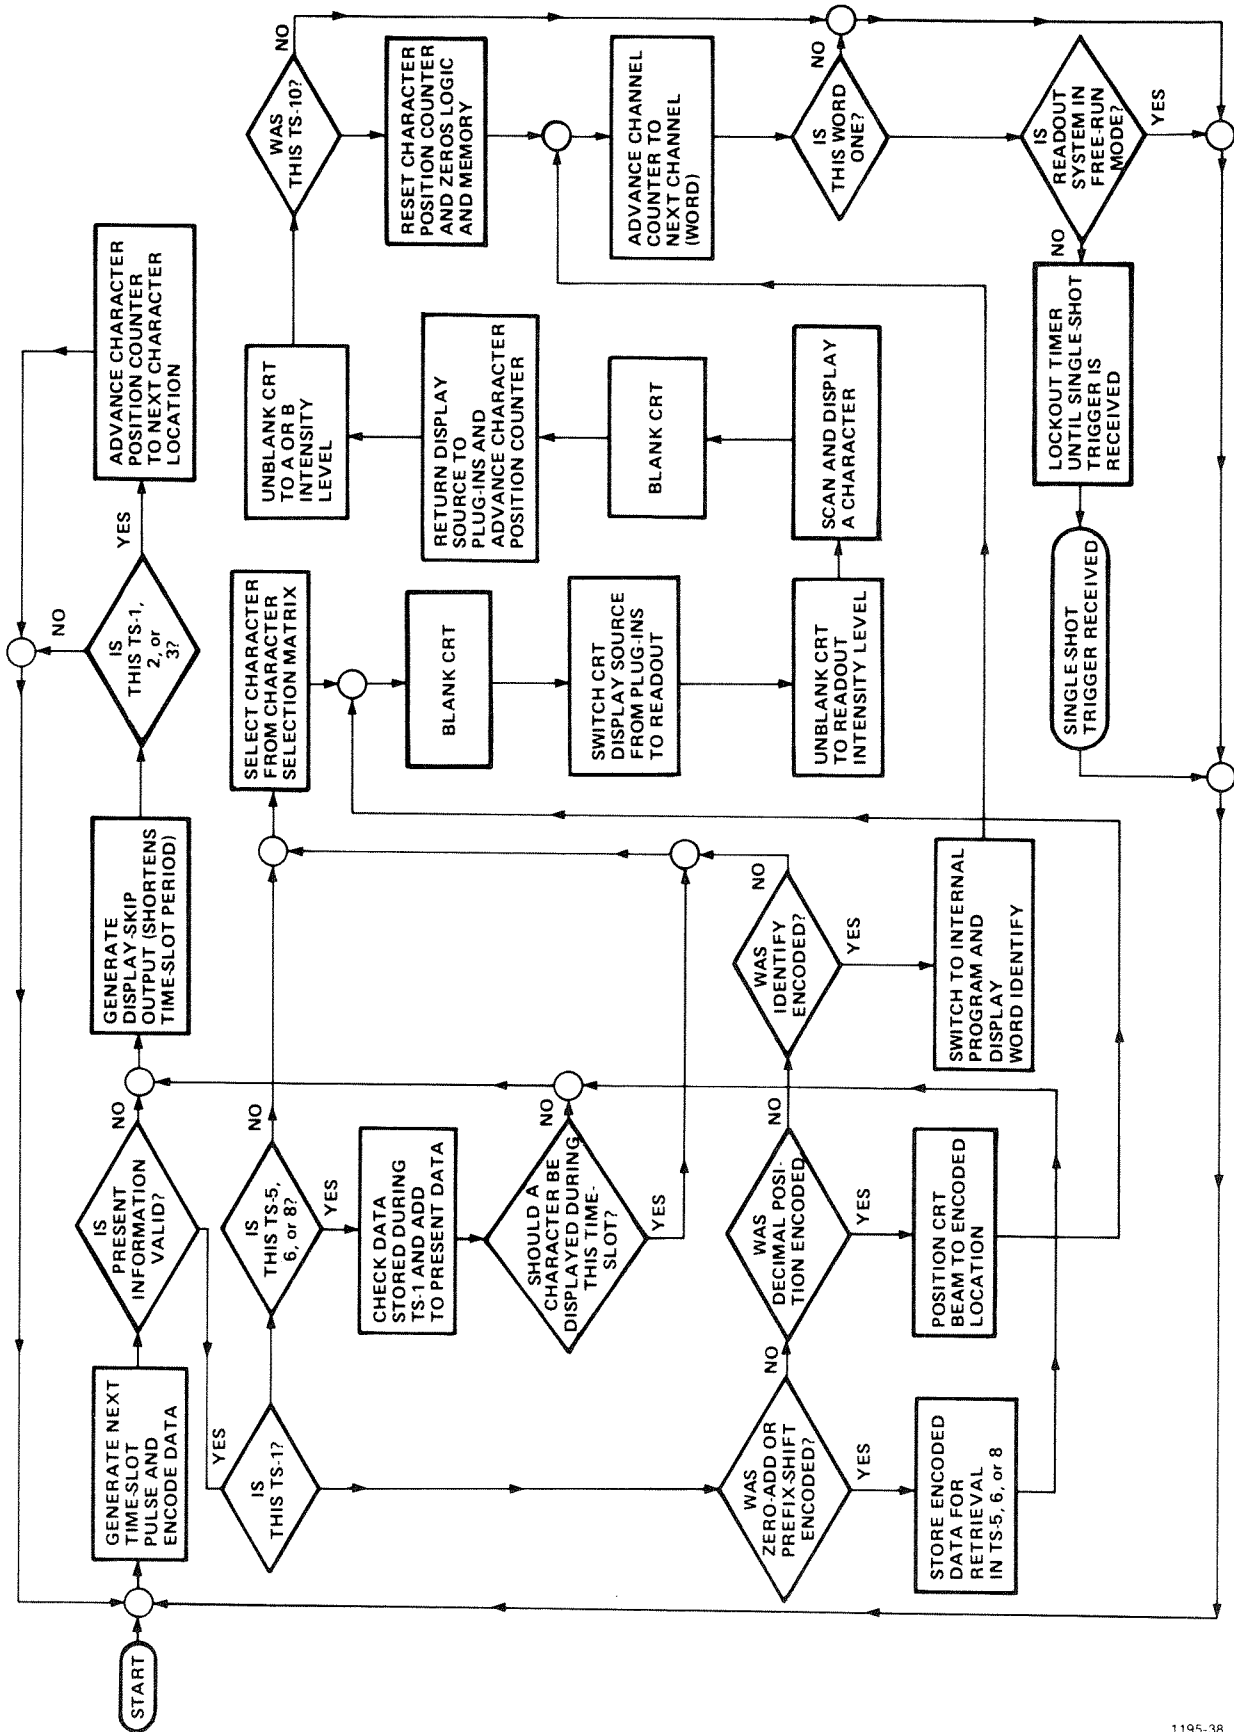 START
GENERATE NEXT
TIME-SLOT
PULSE AND
ENCODE DATA
IS
PRESENT
INFORMATION
VALID?
NO
YES
GENERATE
DISPLAY-SKIP
OUTPUT (SHORTENS
TIME-SLOT PERIOD)
IS
THIS TS-1,
2, or
3?
NO
YES
ADVANCE CHARACTER
POSITION COUNTER
TO NEXT CHARACTER
LOCATION
IS
THIS TS-1?
IS
THIS TS-5,
6, or 8?
NO
YES
CHECK DATA
STORED DURING
TS-1 AND ADD
TO PRESENT DATA
SHOULD A
CHARACTER BE
DISPLAYED DURING
THIS TIME-
SLOT?
NO
YES
WAS
ZERO-ADD OR
PREFIX-SHIFT
ENCODED?
NO
YES
STORE ENCODED
DATA FOR
RETRIEVAL
IN TS-5, 6, or 8
WAS
DECIMAL POSI-
TION ENCODED
NO
YES
POSITION CRT
BEAM TO ENCODED
LOCATION
WAS
IDENTIFY
ENCODED?
NO
YES
SWITCH TO INTERNAL
PROGRAM AND
DISPLAY
WORD IDENTIFY
SELECT CHARACTER
FROM CHARACTER
SELECTION MATRIX
BLANK CRT
SWITCH CRT
DISPLAY SOURCE
FROM PLUG-INS
TO READOUT
UNBLANK CRT
TO READOUT
INTENSITY LEVEL
SCAN AND DISPLAY
A CHARACTER
BLANK CRT
RETURN DISPLAY
SOURCE TO
PLUG-INS AND
ADVANCE CHARACTER
POSITION COUNTER
UNBLANK CRT
TO A OR B
INTENSITY
LEVEL
WAS
THIS TS-10?
NO
RESET CHARACTER
POSITION COUNTER
AND ZEROS LOGIC
AND MEMORY
ADVANCE CHANNEL
COUNTER TO
NEXT CHANNEL
(WORD)
IS
THIS WORD
ONE?
NO
IS
READOUT
SYSTEM IN
FREE-RUN
MODE?
YES
NO
LOCKOUT TIMER
UNTIL SINGLE-SHOT
TRIGGER IS
RECEIVED
SINGLE-SHOT
TRIGGER RECEIVED
1195-38